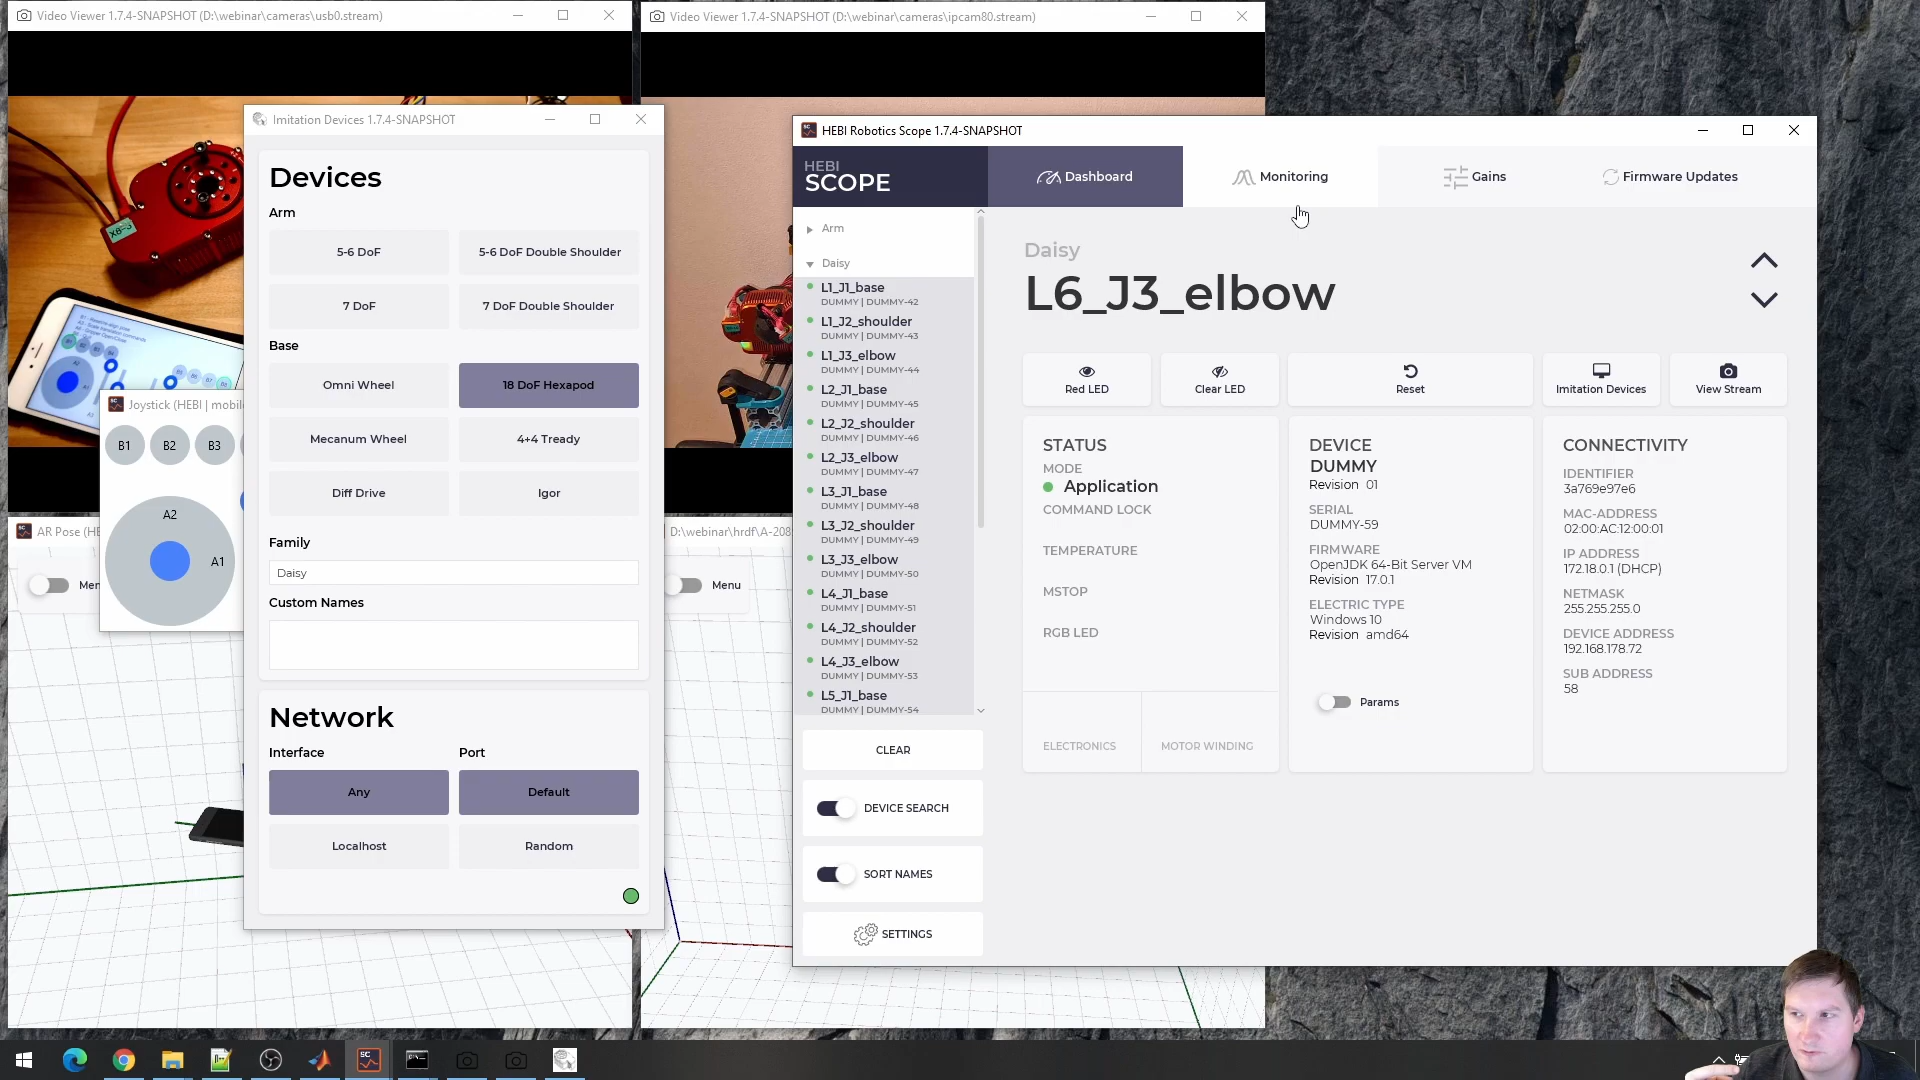 Video Viewer 1.7.4-SNAPSHOT (D:\webinar\cameras\usb0.stream)
Video Viewer 1.7.4-SNAPSHOT (D:\webinar\cameras\ipcam80.stream)
X8-3
Imitation Devices 1.7.4-SNAPSHOT
Devices
Arm
5-6 DoF
5-6 DoF Double Shoulder
7 DoF
7 DoF Double Shoulder
Base
Omni Wheel
18 DoF Hexapod
Mecanum Wheel
4+4 Tready
Diff Drive
Igor
Family
Daisy
Custom Names
Network
Interface
Port
Any
Default
Localhost
Random
Joystick (HEBI | mobile
B1
B2
B3
A2
A1
AR Pose (HE
Men
D:\webinar\hrdf\A-208
Menu
HEBI Robotics Scope 1.7.4-SNAPSHOT
HEBI
SCOPE
Dashboard
Monitoring
Gains
Firmware Updates
Arm
Daisy
L1_J1_base
DUMMY | DUMMY-42
L1_J2_shoulder
DUMMY | DUMMY-43
L1_J3_elbow
DUMMY | DUMMY-44
L2_J1_base
DUMMY | DUMMY-45
L2_J2_shoulder
DUMMY | DUMMY-46
L2_J3_elbow
DUMMY | DUMMY-47
L3_J1_base
DUMMY | DUMMY-48
L3_J2_shoulder
DUMMY | DUMMY-49
L3_J3_elbow
DUMMY | DUMMY-50
L4_J1_base
DUMMY | DUMMY-51
L4_J2_shoulder
DUMMY | DUMMY-52
L4_J3_elbow
DUMMY | DUMMY-53
L5_J1_base
DUMMY | DUMMY-54
CLEAR
DEVICE SEARCH
SORT NAMES
SETTINGS
Daisy
L6_J3_elbow
Red LED
Clear LED
Reset
Imitation Devices
View Stream
STATUS
MODE
Application
COMMAND LOCK
TEMPERATURE
MSTOP
RGB LED
ELECTRONICS
MOTOR WINDING
DEVICE
DUMMY
Revision 01
SERIAL
DUMMY-59
FIRMWARE
OpenJDK 64-Bit Server VM
Revision 17.0.1
ELECTRIC TYPE
Windows 10
Revision amd64
Params
CONNECTIVITY
IDENTIFIER
3a769e97e6
MAC-ADDRESS
02:00:AC:12:00:01
IP ADDRESS
172.18.0.1 (DHCP)
NETMASK
255.255.255.0
DEVICE ADDRESS
192.168.178.72
SUB ADDRESS
58